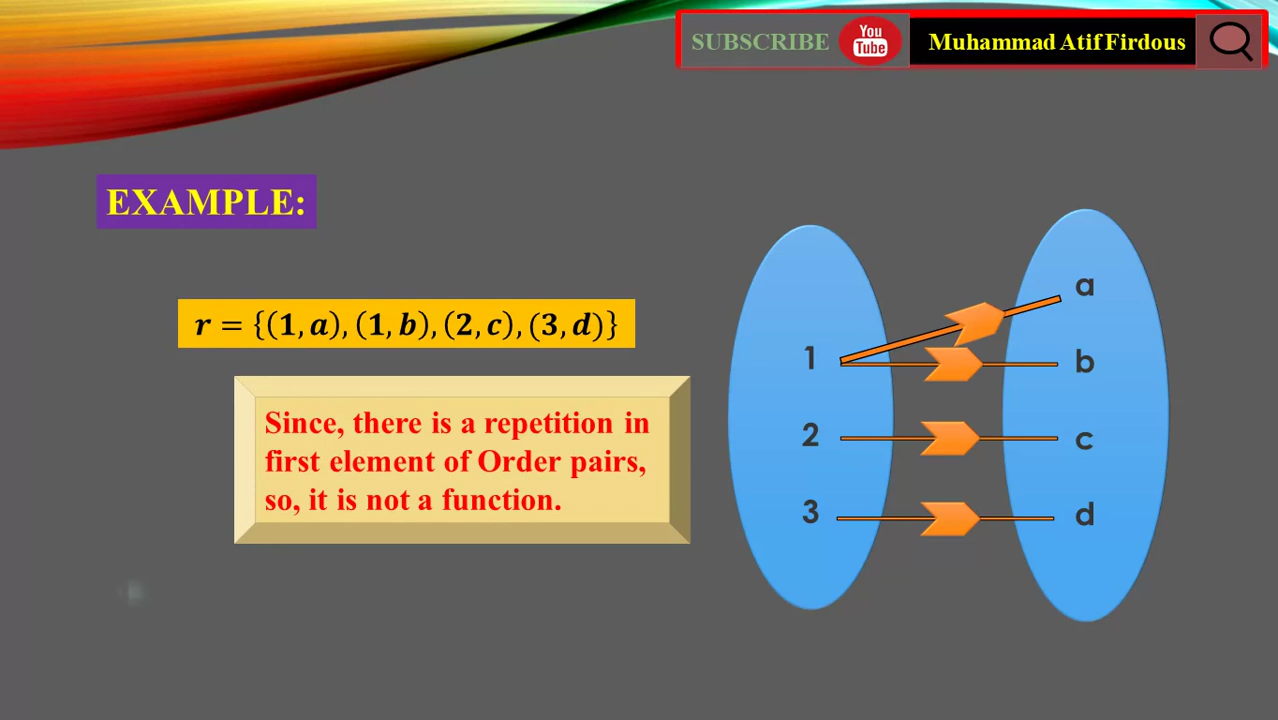 SUBSCRIBE You Tube Muhammad Atif Firdous
EXAMPLE:
r = {(1, a), (1, b), (2, c), (3, d)}
Since, there is a repetition in
first element of Order pairs,
so, it is not a function.
1
2
3
a
b
c
d